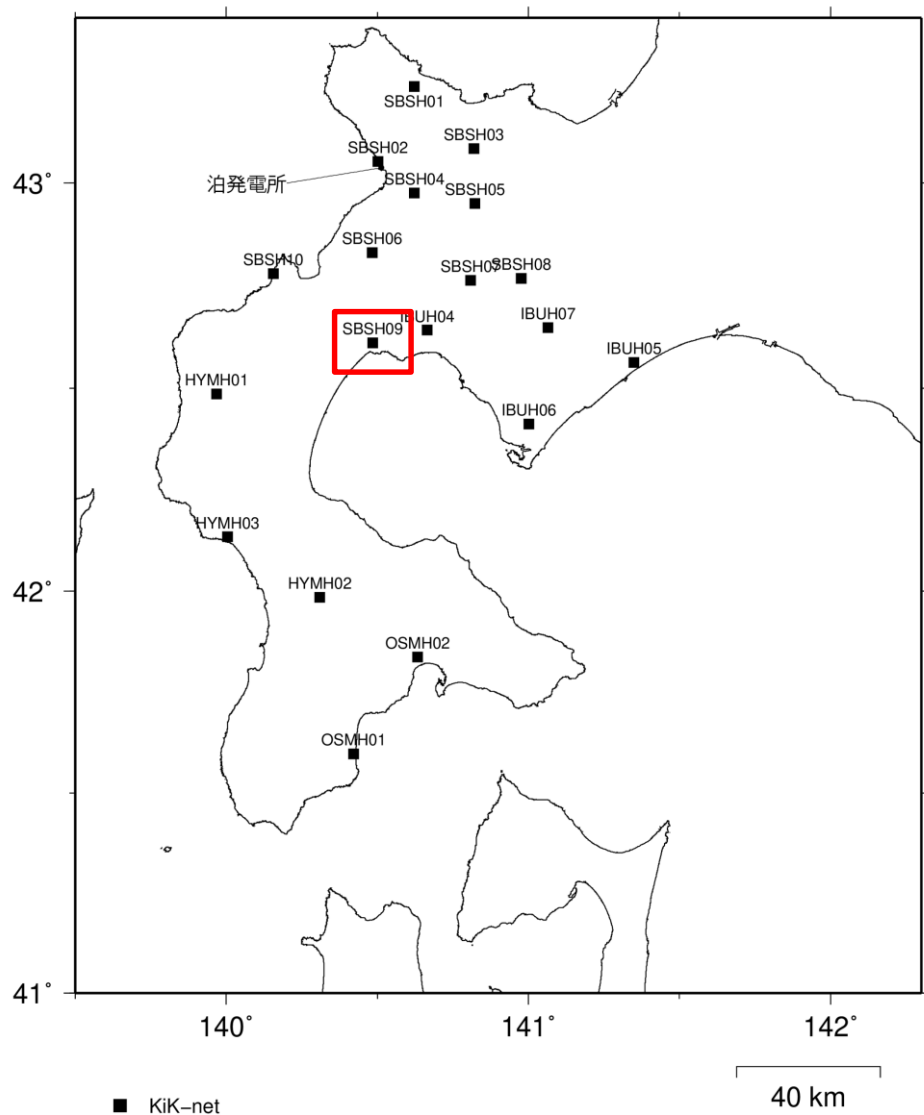 SBSH01
SBSH03
SBSH02
43˚
泊発電所
SBSH04
SBSH05
SBSH06
SBSH10
SBSH07
SBSH08
SBSH09
IBUH04
IBUH07
IBUH05
HYMH01
IBUH06
HYMH03
42˚
HYMH02
OSMH02
OSMH01
41˚
140˚
141˚
142˚
40 km
KiK−net